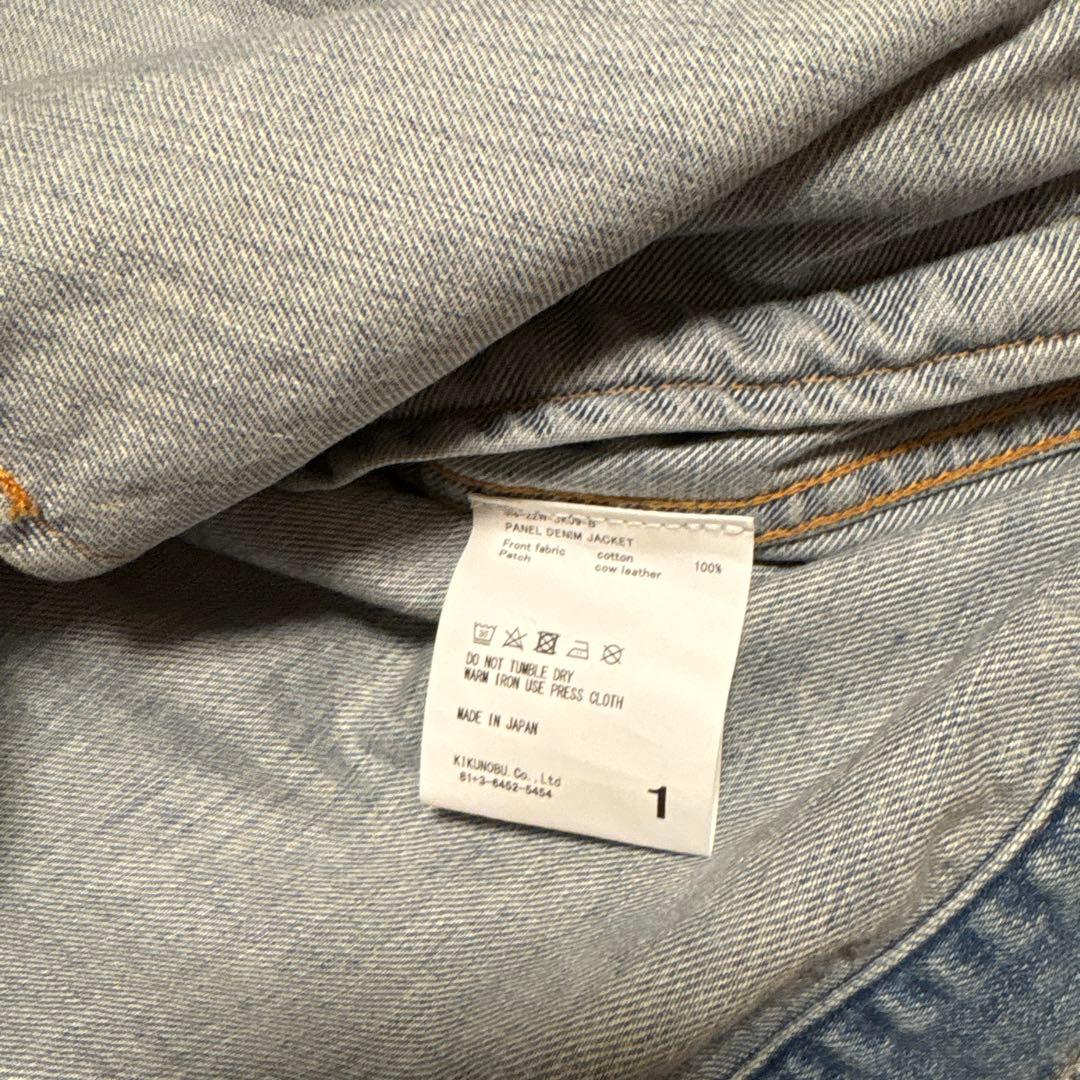 PANEL DENIM JACKET
Front fabric cotton 100%
Patch cow leather
30
DO NOT TUMBLE DRY
WARM IRON USE PRESS CLOTH
MADE IN JAPAN
KIKUNOBU.Co.,Ltd
81+3-6452-5454
1